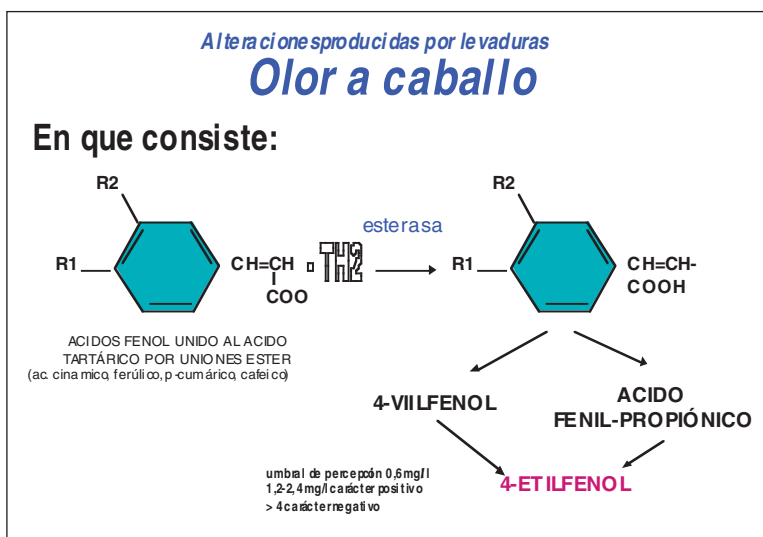 Alteraciones producidas por levaduras
Olor a caballo
En que consiste:
R2
R1
CH=CH
COO
TH2
esterasa
R2
R1
CH=CH-
COOH
ACIDOS FENOL UNIDO AL ACIDO
TARTÁRICO POR UNIONES ESTER
(ac. cinamico, ferúlico, p-cumárico, cafeico)
4-VIILFENOL
ACIDO
FENIL-PROPIÓNICO
umbral de percepción 0,6mg/l
1,2-2,4mg/l carácter positivo
> 4 carácter negativo
4-ETILFENOL